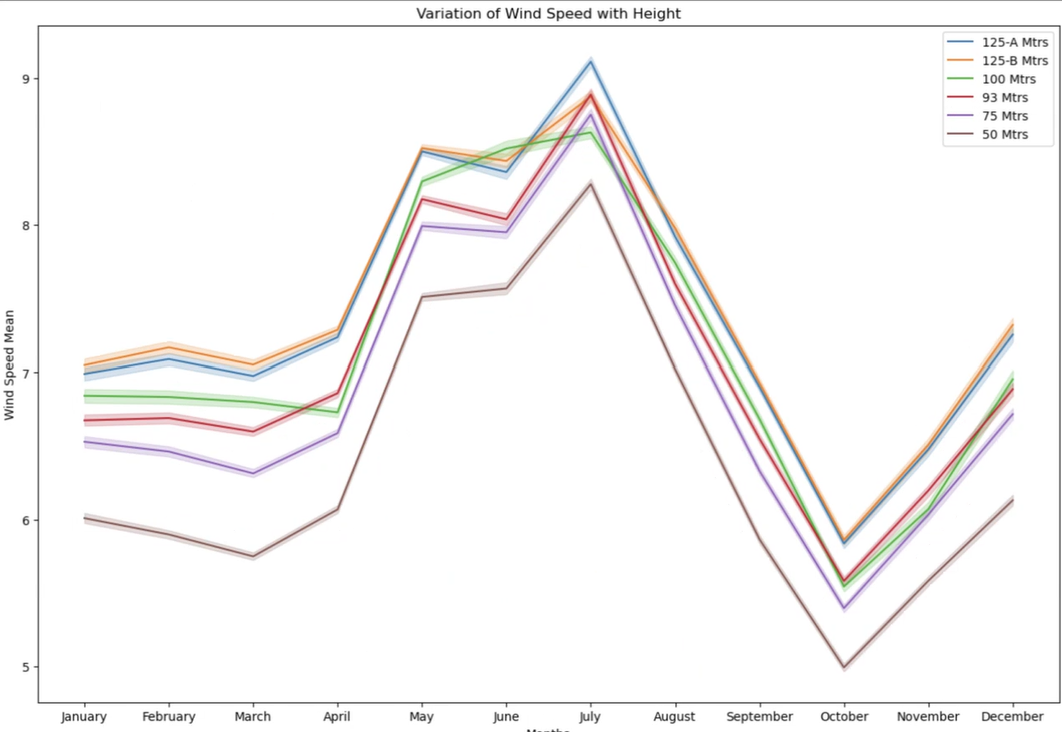 Variation of Wind Speed with Height
125-A Mtrs
125-B Mtrs
100 Mtrs
93 Mtrs
75 Mtrs
50 Mtrs
Wind Speed Mean
9
8
7
6
5
January February March April May June July August September October November December
Months